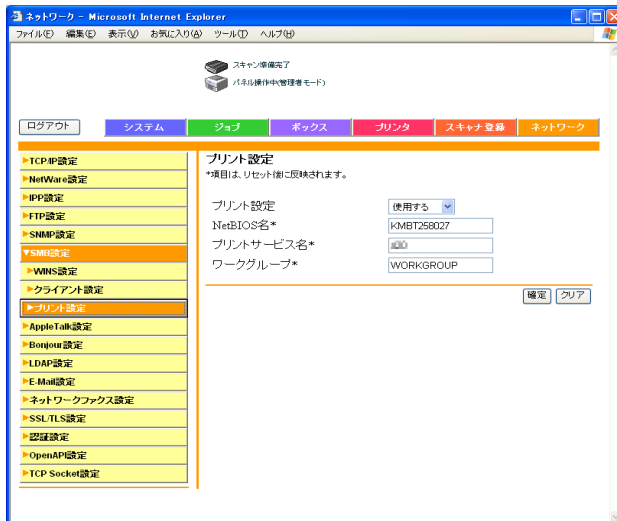 ネットワーク - Microsoft Internet Explorer
ファイル(F) 編集(E) 表示(V) お気に入り(A) ツール(T) ヘルプ(H)
スキャン準備完了
パネル操作中(管理者モード)
ログアウト システム ジョブ ボックス プリンタ スキャナ登録 ネットワーク
▶TCP/IP設定
▶NetWare設定
▶IPP設定
▶FTP設定
▶SNMP設定
▼SMB設定
▶WINS設定
▶クライアント設定
▶プリント設定
▶AppleTalk設定
▶Bonjour設定
▶LDAP設定
▶E-Mail設定
▶ネットワークファクス設定
▶SSL/TLS設定
▶認証設定
▶OpenAPI設定
▶TCP Socket設定
プリント設定
*項目は、リセット後に反映されます。
プリント設定 使用する
NetBIOS名* KMBT258027
プリントサービス名*
ワークグループ* WORKGROUP
確定 クリア